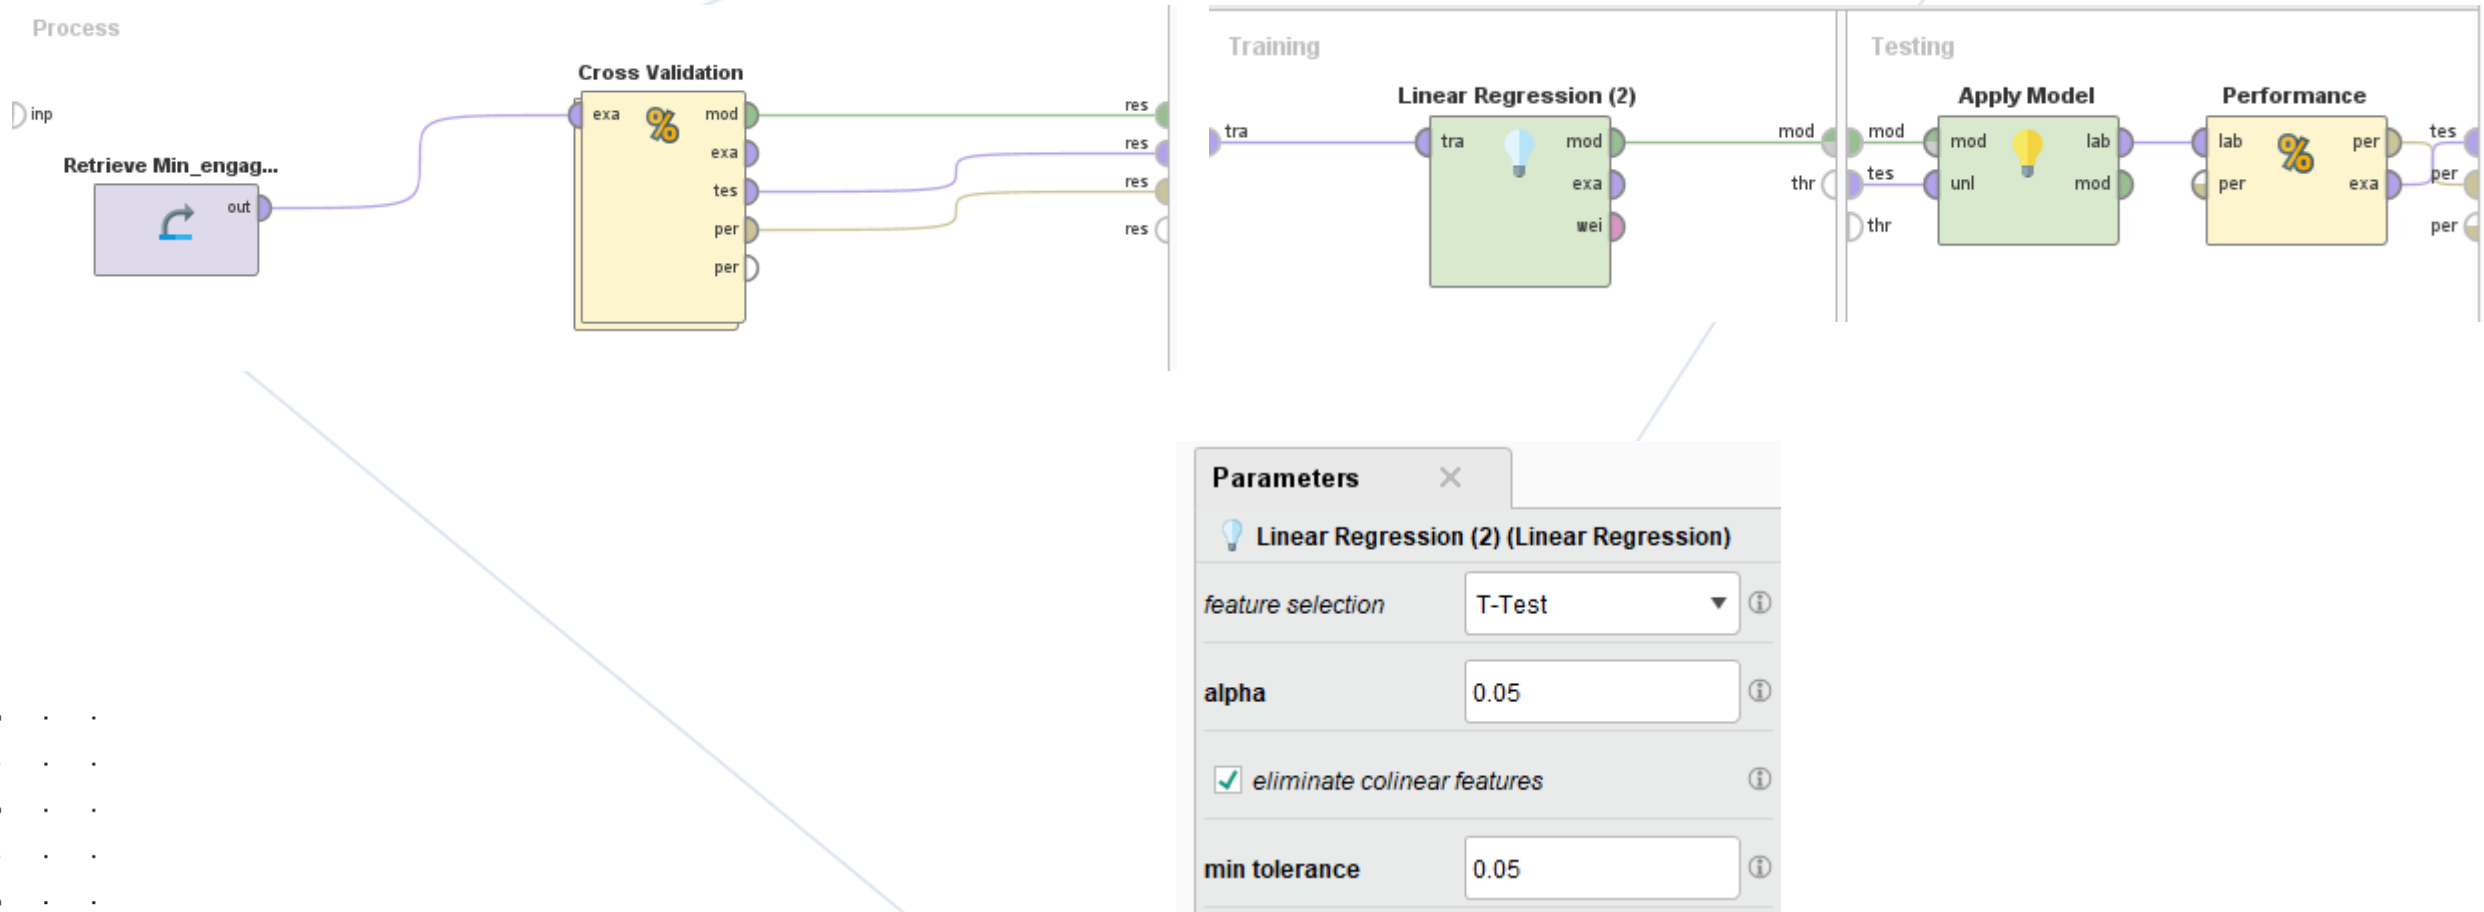 Process
Cross Validation
inp
exa
mod
res
exa
res
Retrieve Min_engag...
out
tes
res
per
res
per
Training
Linear Regression (2)
tra
tra
mod
mod
exa
thr
wei
Testing
Apply Model
Performance
mod
mod
lab
lab
per
tes
tes
unl
mod
per
exa
per
thr
per
Parameters
Linear Regression (2) (Linear Regression)
feature selection T-Test
alpha 0.05
eliminate colinear features
min tolerance 0.05